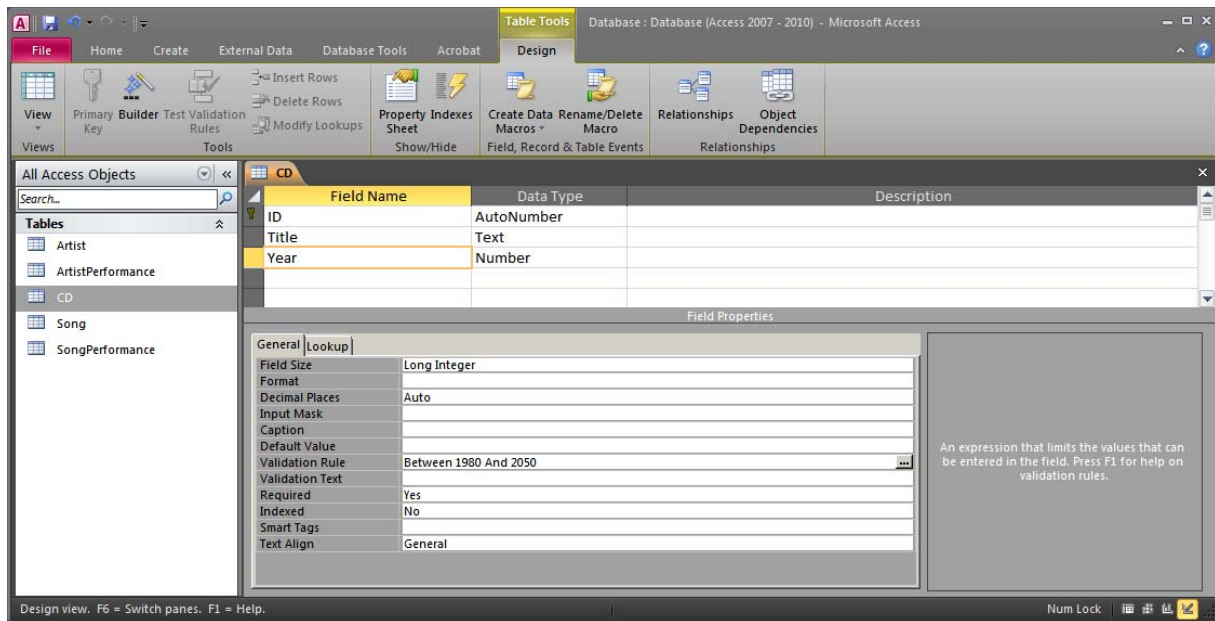 A
Table Tools
Database : Database (Access 2007 - 2010) - Microsoft Access
File Home Create External Data Database Tools Acrobat Design
View
Primary Key
Builder
Test Validation Rules
Insert Rows
Delete Rows
Modify Lookups
Property Sheet
Indexes
Create Data Macros
Rename/Delete Macro
Relationships
Object Dependencies
Views Tools Show/Hide Field, Record & Table Events Relationships
All Access Objects
Search...
Tables
Artist
ArtistPerformance
CD
Song
SongPerformance
CD
Field Name Data Type Description
ID AutoNumber
Title Text
Year Number
Field Properties
General Lookup
Field Size Long Integer
Format
Decimal Places Auto
Input Mask
Caption
Default Value
Validation Rule Between 1980 And 2050 ...
Validation Text
Required Yes
Indexed No
Smart Tags
Text Align General
An expression that limits the values that can
be entered in the field. Press F1 for help on
validation rules.
Design view. F6 = Switch panes. F1 = Help.
Num Lock